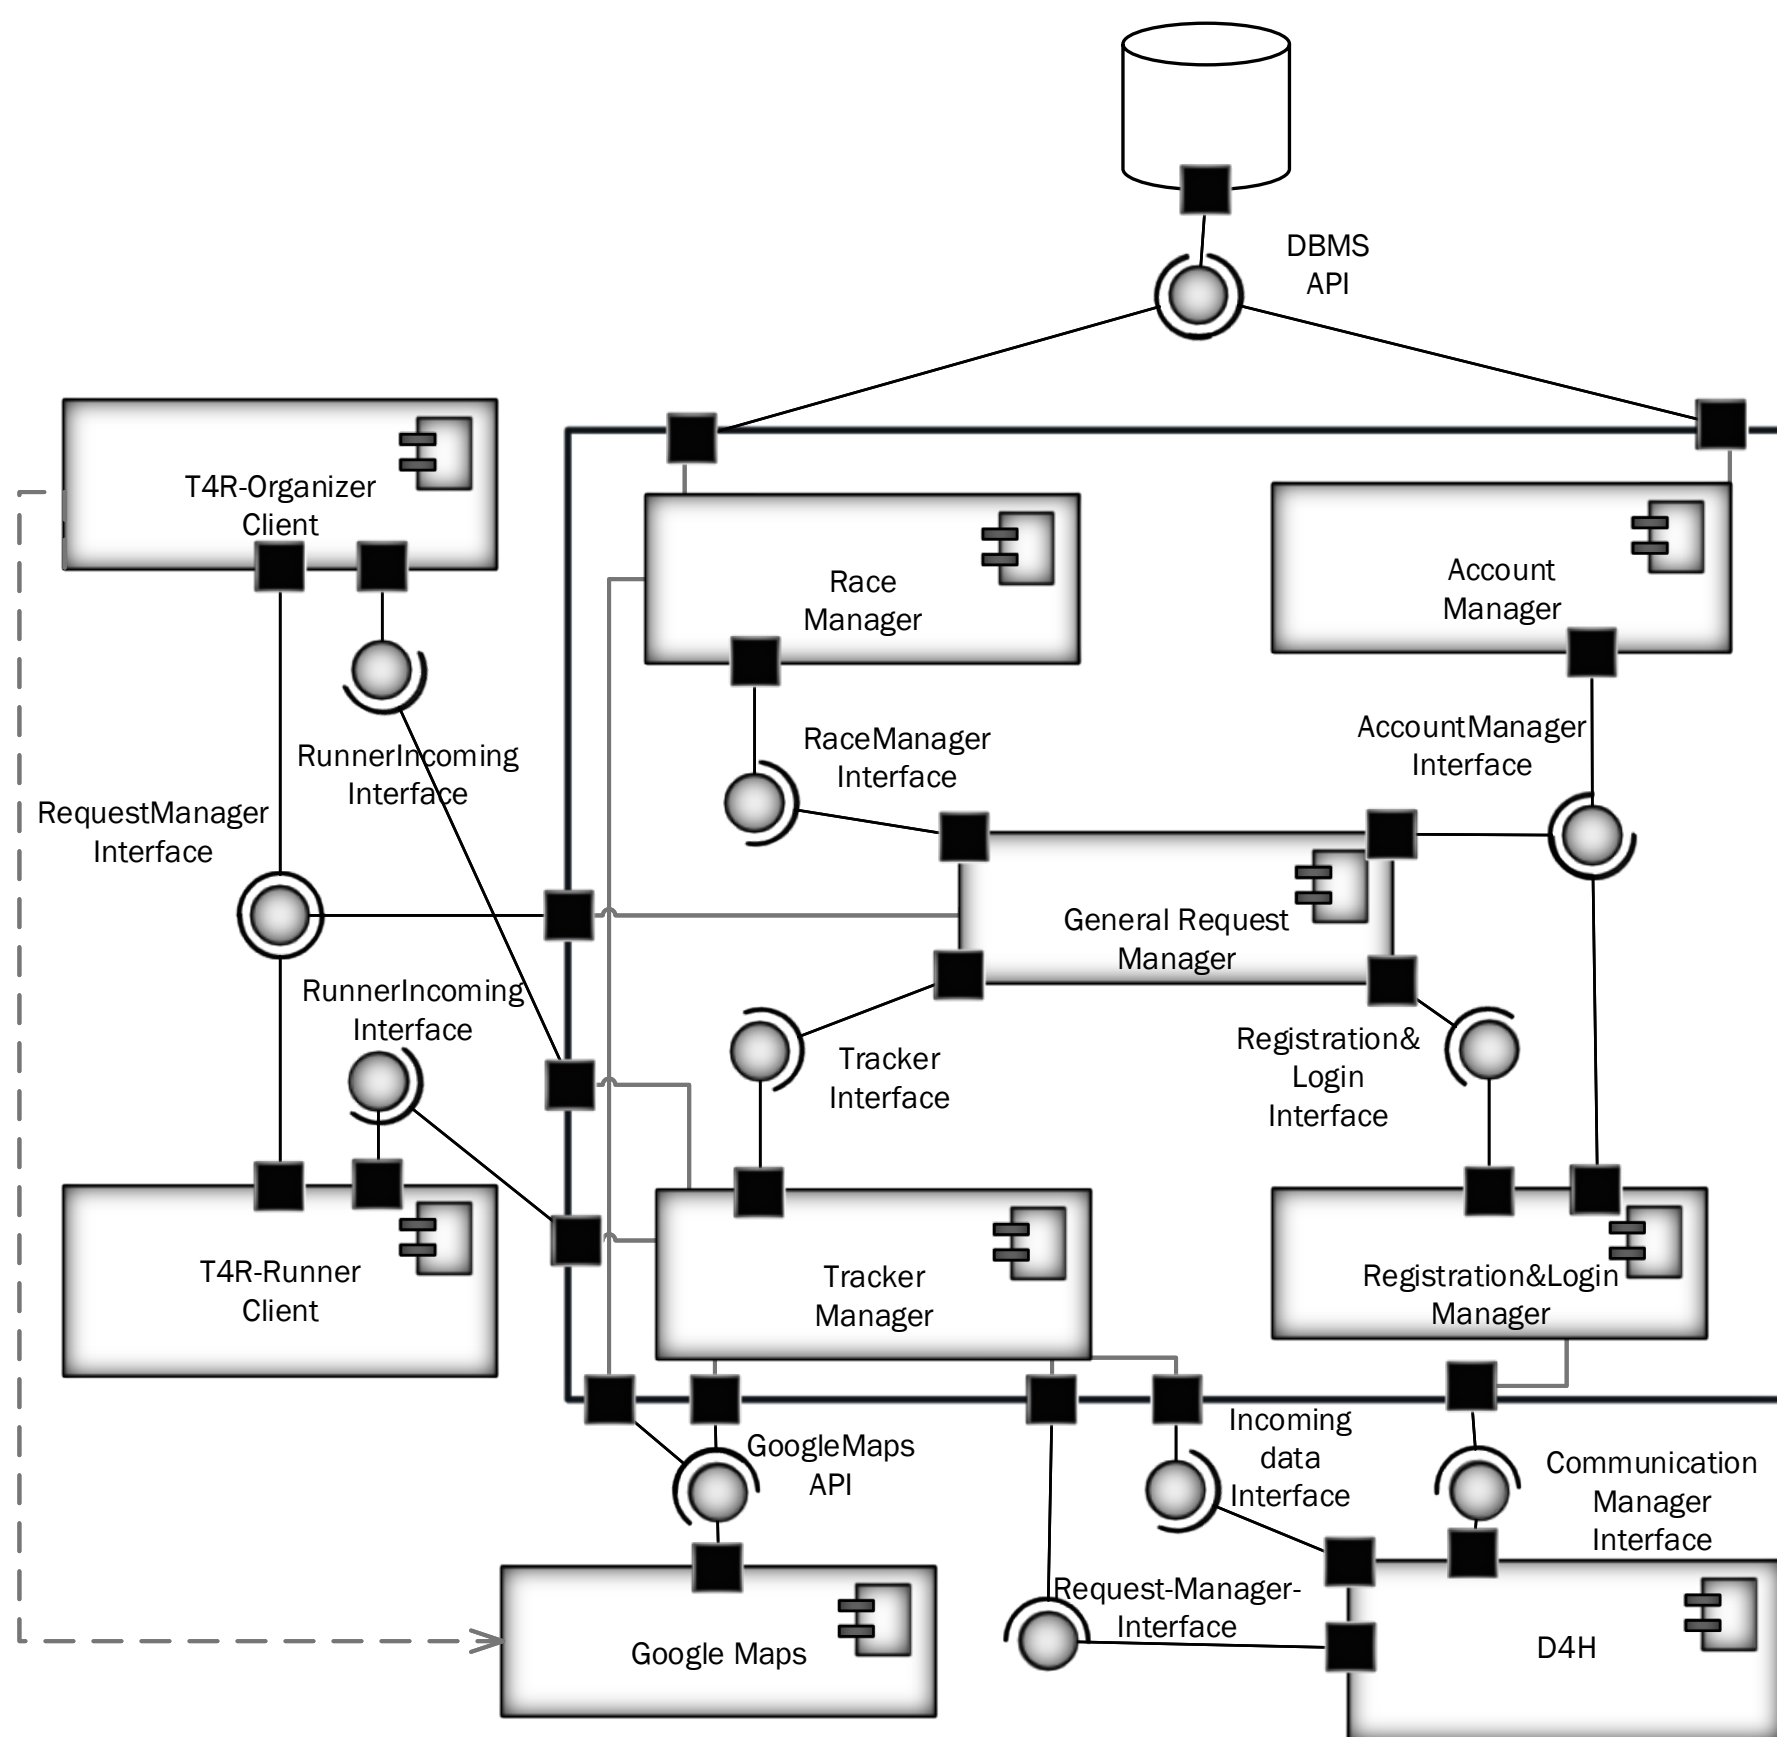 DBMS
API
T4R-Organizer
Client
Race
Manager
Account
Manager
RunnerIncoming
Interface
RaceManager
Interface
AccountManager
Interface
RequestManager
Interface
General Request
Manager
RunnerIncoming
Interface
Tracker
Interface
Registration&
Login
Interface
T4R-Runner
Client
Tracker
Manager
Registration&Login
Manager
GoogleMaps
API
Incoming
data
Interface
Communication
Manager
Interface
Request-Manager-
Interface
Google Maps
D4H